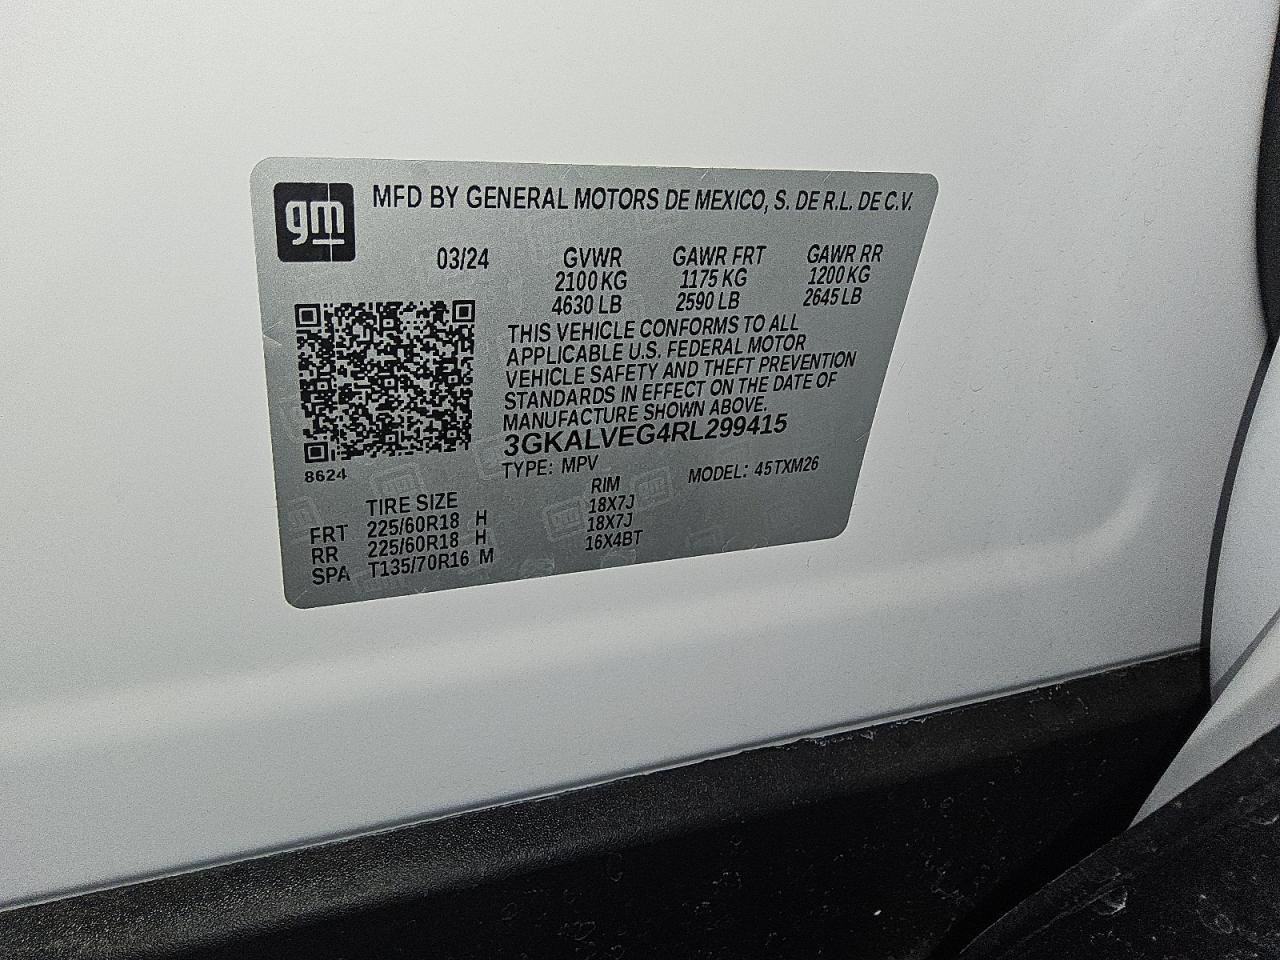 gm
MFD BY GENERAL MOTORS DE MEXICO, S. DE R.L. DE C.V.
03/24 GVWR GAWR FRT GAWR RR
2100 KG 1175 KG 1200 KG
4630 LB 2590 LB 2645 LB
THIS VEHICLE CONFORMS TO ALL
APPLICABLE U.S. FEDERAL MOTOR
VEHICLE SAFETY AND THEFT PREVENTION
STANDARDS IN EFFECT ON THE DATE OF
MANUFACTURE SHOWN ABOVE.
3GKALVEG4RL299415
8624
TYPE: MPV MODEL: 45TXM26
TIRE SIZE RIM
FRT 225/60R18 H 18X7J
RR 225/60R18 H 18X7J
SPA T135/70R16 M 16X4BT